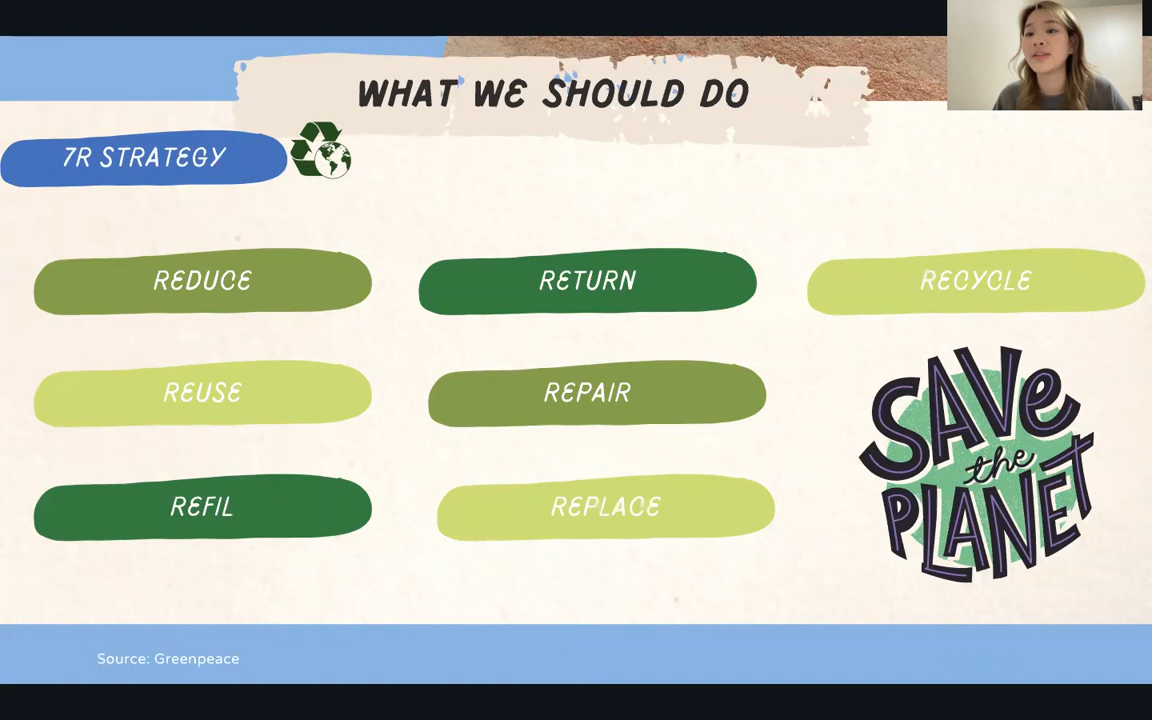 WHAT WE SHOULD DO
7R STRATEGY
REDUCE
RETURN
RECYCLE
REUSE
REPAIR
REFIL
REPLACE
SAVE
the
PLANET
Source: Greenpeace